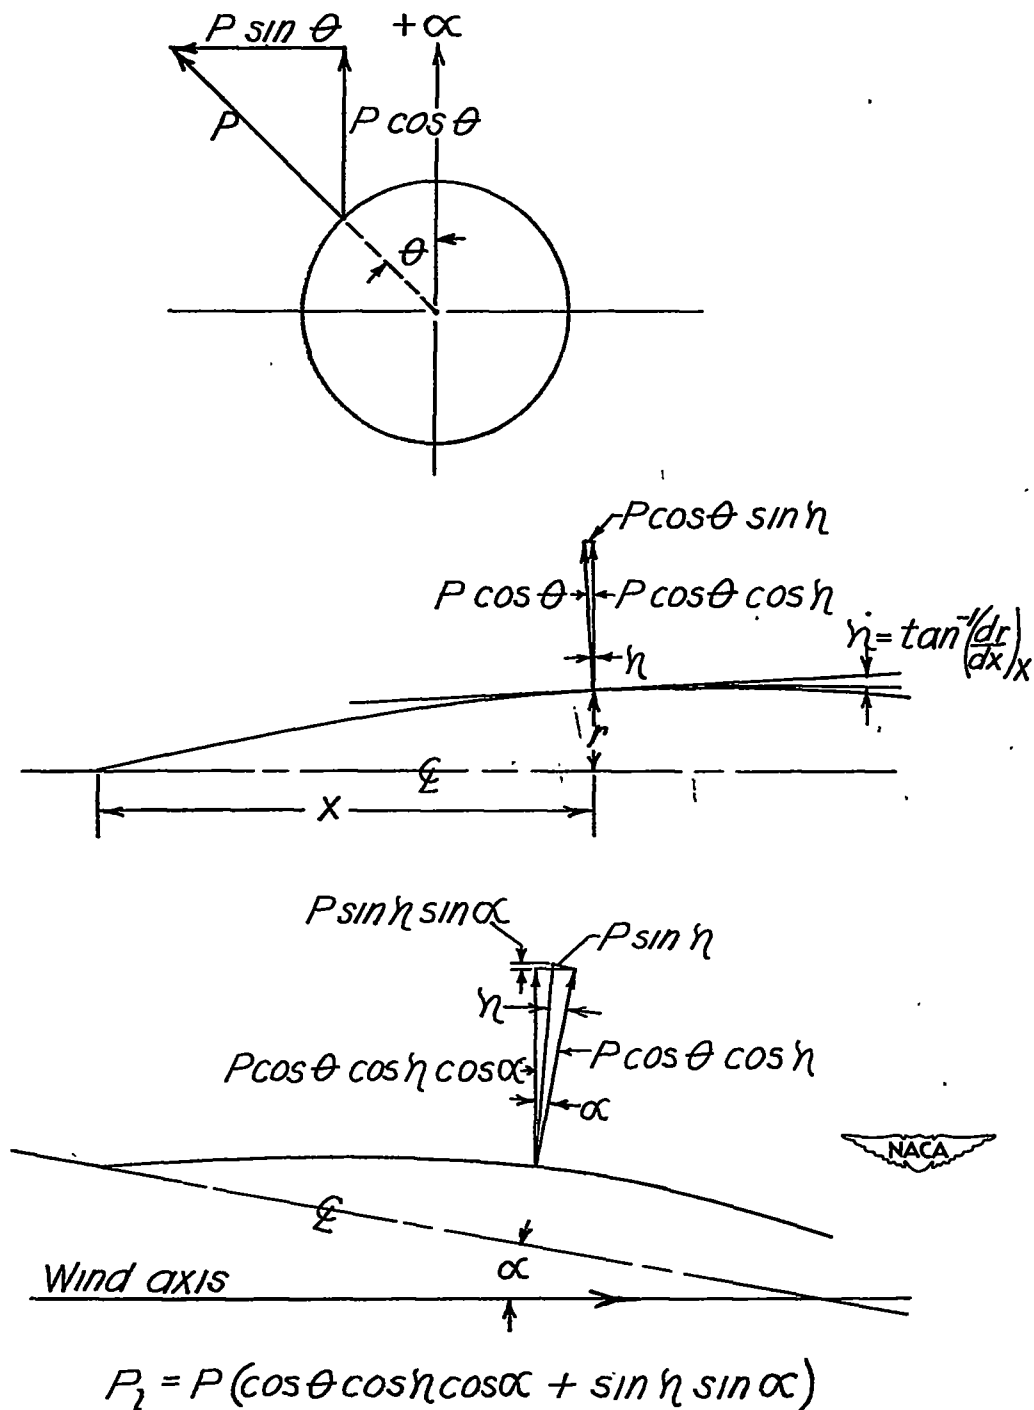 P sin θ
+α
P
P cos θ
θ
P cos θ sin η
P cos θ
P cos θ cos η
η
η = tan⁻¹(dr/dx)x
r
℄
X
P sin η sin α
P sin η
η
P cos θ cos η cos α
P cos θ cos η
α
NACA
℄
α
Wind axis
P₁ = P (cos θ cos η cos α + sin η sin α)